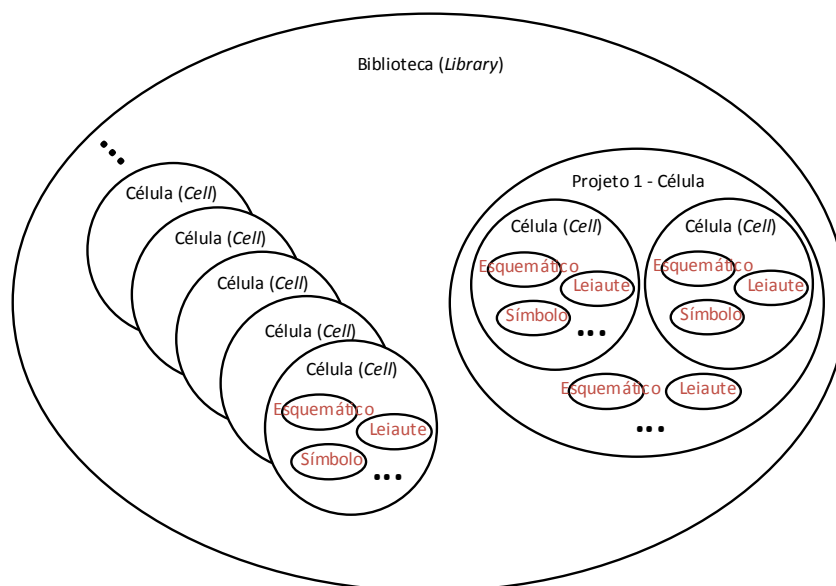 Biblioteca (Library)
...
Célula (Cell)
Célula (Cell)
Célula (Cell)
Célula (Cell)
Célula (Cell)
Esquemático
Leiaute
Símbolo
...
Projeto 1 - Célula
Célula (Cell)
Esquemático
Leiaute
Símbolo
...
Célula (Cell)
Esquemático
Leiaute
Símbolo
Esquemático
Leiaute
...